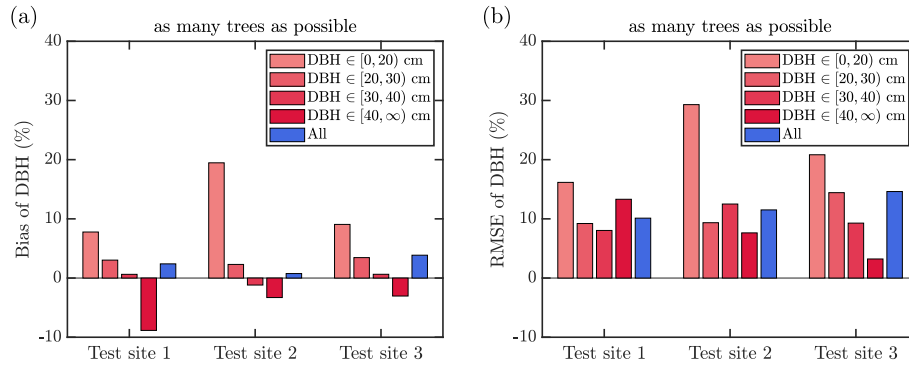 (a)
as many trees as possible
Bias of DBH (%)
40
30
20
10
0
-10
DBH ∈ [0, 20) cm
DBH ∈ [20, 30) cm
DBH ∈ [30, 40) cm
DBH ∈ [40, ∞) cm
All
Test site 1 Test site 2 Test site 3
(b)
as many trees as possible
RMSE of DBH (%)
40
30
20
10
0
-10
DBH ∈ [0, 20) cm
DBH ∈ [20, 30) cm
DBH ∈ [30, 40) cm
DBH ∈ [40, ∞) cm
All
Test site 1 Test site 2 Test site 3